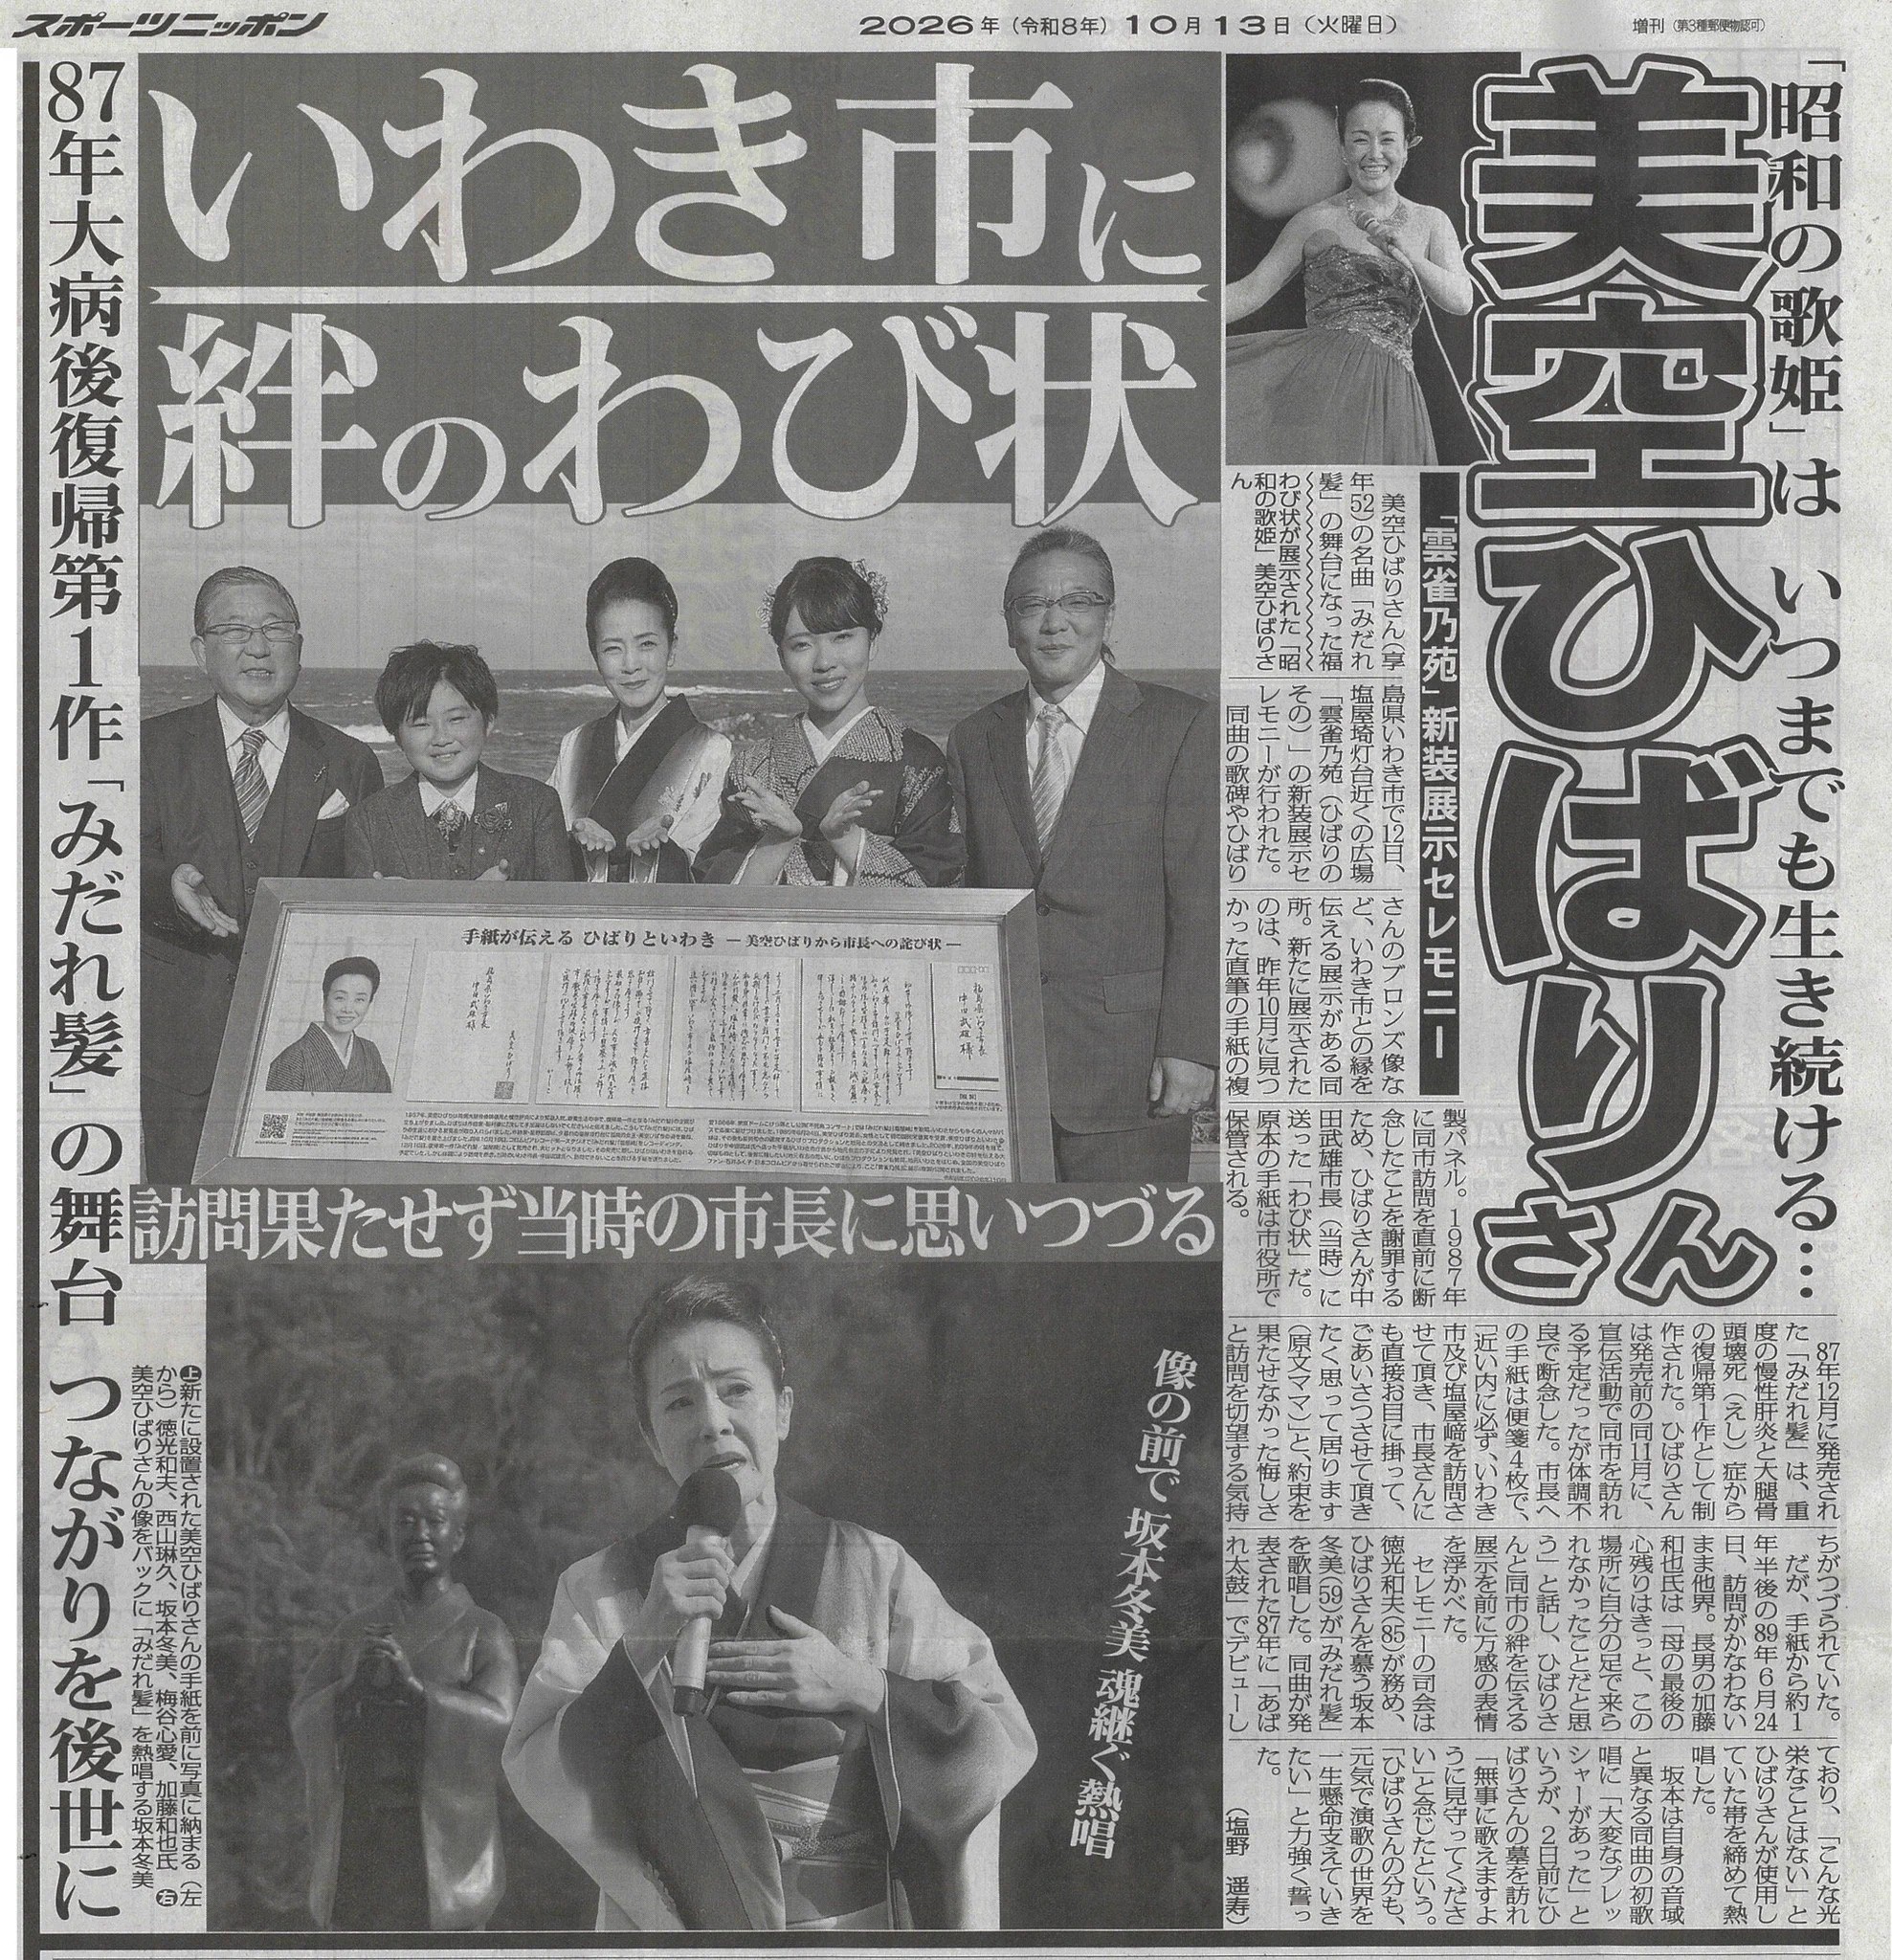 スポーツニッポン
2026年(令和8年)10月13日(火曜日)
増刊(第3種郵便物認可)
「昭和の歌姫」は いつまでも生き続ける…
美空ひばりさん
いわき市に
絆のわび状
87年大病後復帰第1作「みだれ髪」の舞台 つながりを後世に
「雲雀乃苑」新装展示セレモニー
美空ひばりさん(享
年52)の名曲「みだれ
髪」の舞台になった福
わび状が展示された「昭
和の歌姫」美空ひばりさ
ん
島県いわき市で12日、
塩屋埼灯台近くの広場
「雲雀乃苑(ひばりの
その)」の新装展示セ
レモニーが行われた。
同曲の歌碑やひばり
さんのブロンズ像な
ど、いわき市との縁を
伝える展示がある同
所。新たに展示された
のは、昨年10月に見つ
かった直筆の手紙の複
製パネル。1987年
に同市訪問を直前に断
念したことを謝罪する
ため、ひばりさんが中
田武雄市長(当時)に
送った「わび状」だ。
原本の手紙は市役所で
保管される。
87年12月に発売され
た「みだれ髪」は、重
度の慢性肝炎と大腿骨
頭壊死(えし)症から
の復帰第1作として制
作された。ひばりさん
は発売前の同11月に、
宣伝活動で同市を訪れ
る予定だったが体調不
良で断念した。市長へ
の手紙は便箋4枚で、
「近い内に必ず、いわき
市及び塩屋﨑を訪問さ
せて頂き、市長さんに
も直接お目に掛って、
ごあいさつさせて頂き
たく思って居ります
(原文ママ)」と、約束を
果たせなかった悔しさ
と訪問を切望する気持
ちがつづられていた。
だが、手紙から約1
年半後の89年6月24
日、訪問がかなわない
まま他界。長男の加藤
和也氏は「母の最後の
心残りはきっと、この
場所に自分の足で来ら
れなかったことだと思
う」と話し、ひばりさ
んと同市の絆を伝える
展示を前に万感の表情
を浮かべた。
セレモニーの司会は
徳光和夫(85)が務め、
ひばりさんを慕う坂本
冬美(59)が「みだれ髪」
を歌唱した。同曲が発
表された87年に「あば
れ太鼓」でデビューし
ており、「こんな光
栄なことはない」と
ひばりさんが使用し
ていた帯を締めて熱
唱した。
坂本は自身の音域
と異なる同曲の初歌
唱に「大変なプレッ
シャーがあった」と
いうが、2日前にひ
ばりさんの墓を訪れ
「無事に歌えますよ
うに見守ってくださ
い」と念じたという。
「ひばりさんの分も、
元気で演歌の世界を
一生懸命支えていき
たい」と力強く誓っ
た。
(塩野 遥寿)
手紙が伝える ひばりといわき ― 美空ひばりから市長への詫び状 ―
訪問果たせず当時の市長に思いつづる
像の前で 坂本冬美 魂継ぐ熱唱
上新たに設置された美空ひばりさんの手紙を前に写真に納まる(左
から)徳光和夫、西山琳久、坂本冬美、梅谷心愛、加藤和也氏 右
美空ひばりさんの像をバックに「みだれ髪」を熱唱する坂本冬美